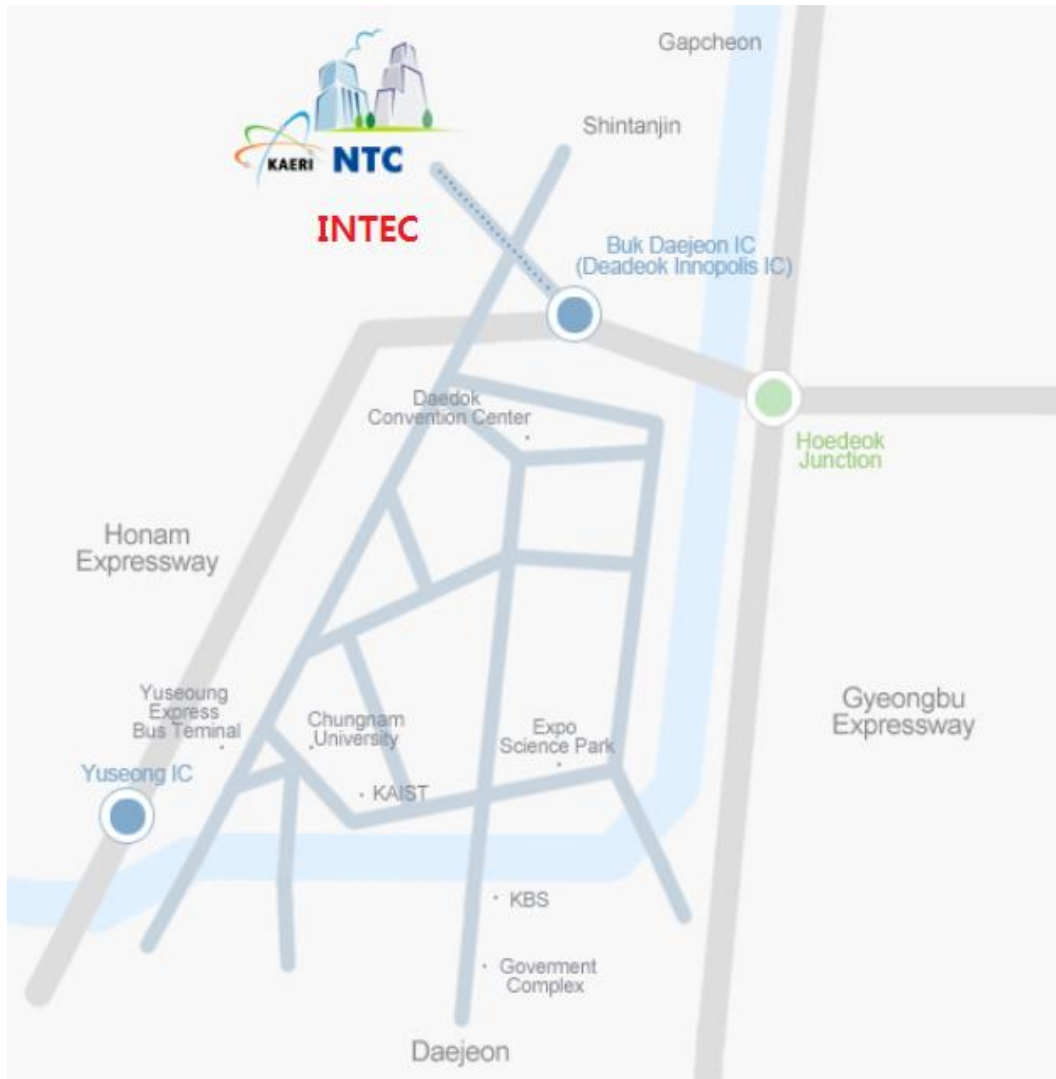 Gapcheon
Shintanjin
KAERI NTC
INTEC
Buk Daejeon IC
(Deadeok Innopolis IC)
Daedok
Convention Center
Hoedeok
Junction
Honam
Expressway
Yuseoung
Express
Bus Teminal
Chungnam
University
Expo
Science Park
Gyeongbu
Expressway
Yuseong IC
KAIST
KBS
Goverment
Complex
Daejeon